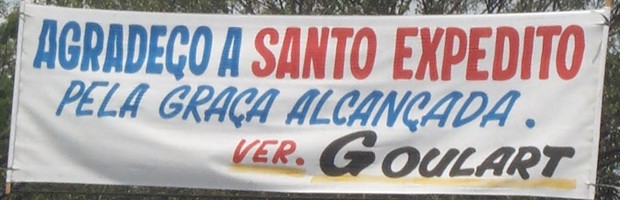 AGRADEÇO A SANTO EXPEDITO
PELA GRAÇA ALCANÇADA.
VER. GOULART